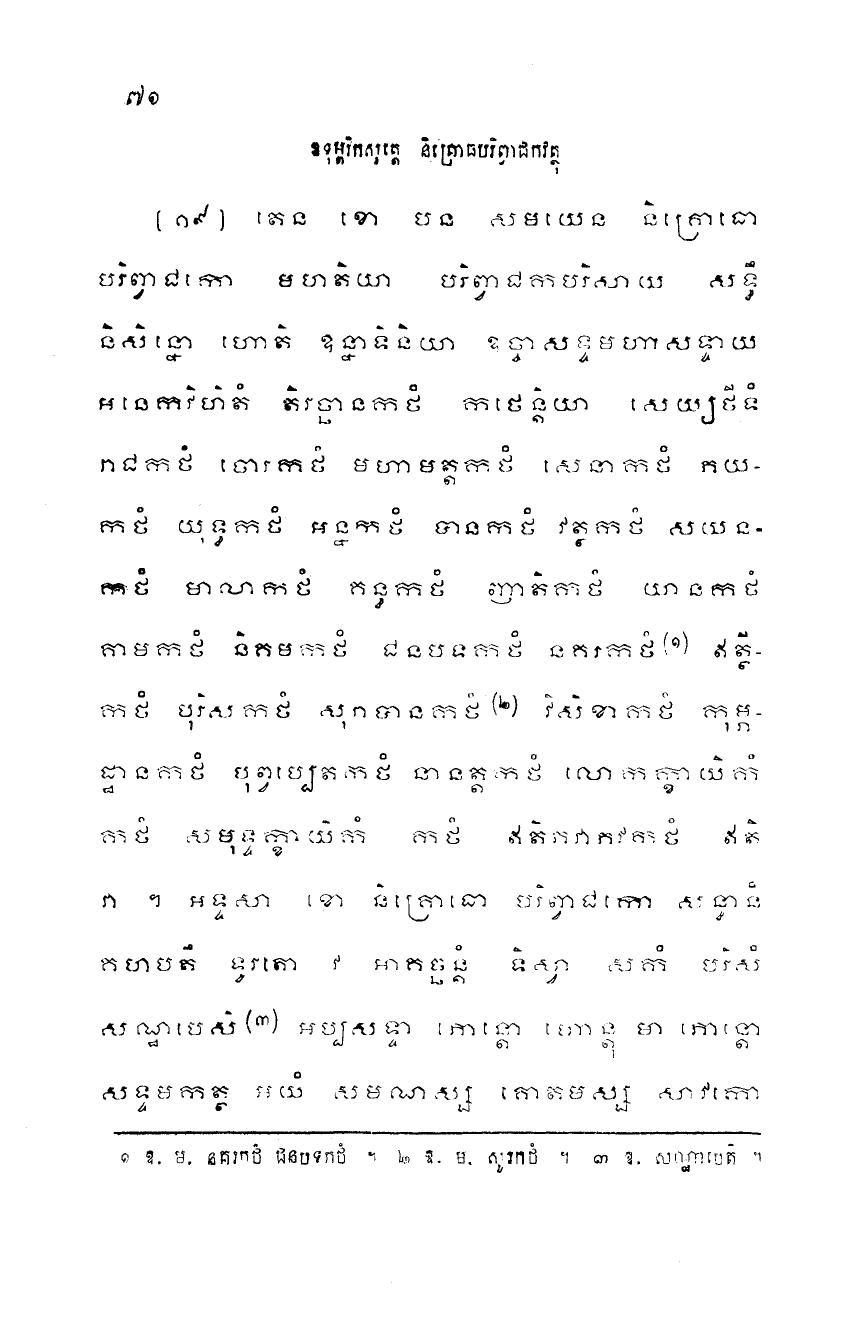 ៧១
ឧទុម្ពរិកសុត្តេ និគ្រោធបរិព្វាជកវត្ថុ
[១៩] តេន ខោ បន សមយេន និគ្រោធោ
បរិព្វាជកោ មហតិយា បរិព្វាជកបរិសាយ សទ្ធឹ
និសិន្នោ ហោតិ ឧន្នាទិនិយា ឧច្ចាសទ្ទមហាសទ្ទាយ
អនេកវិហិតំ តិរច្ឆានកថំ កថេន្តិយា សេយ្យថីទំ
រាជកថំ ចោរកថំ មហាមត្តកថំ សេនាកថំ ភយ-
កថំ យុទ្ធកថំ អន្នកថំ បានកថំ វត្ថកថំ សយន-
កថំ មាលាកថំ គន្ធកថំ ញាតិកថំ យានកថំ
គាមកថំ និគមកថំ ជនបទកថំ នគរកថំ(១) ឥត្ថី-
កថំ បុរិសកថំ សុរាបានកថំ(២) វិសិខាកថំ កុម្ភ-
ដ្ឋានកថំ បុព្វប្បេតកថំ នានត្តកថំ លោកក្ខាយិកំ
កថំ សមុទ្ទក្ខាយិកំ កថំ ឥតិភវាភវកថំ ឥតិ
វា ។ អទ្ទសា ខោ និគ្រោធោ បរិព្វាជកោ សន្ធានំ
គហបតឹ ទូរតោ វ អាគច្ឆន្តំ ទិស្វា សកំ បរិសំ
សណ្ឋបេសិ(៣) អប្បសទ្ទា ភោន្តោ ហោន្តុ មា ភោន្តោ
សទ្ទមកត្ថ អយំ សមណស្ស គោតមស្ស សាវកោ
១ ឱ. ម. នគរកថំ ជនបទកថំ ។ ២ ឱ. ម. សូរកថំ ។ ៣ ឱ. សណ្ឋាបេតិ ។